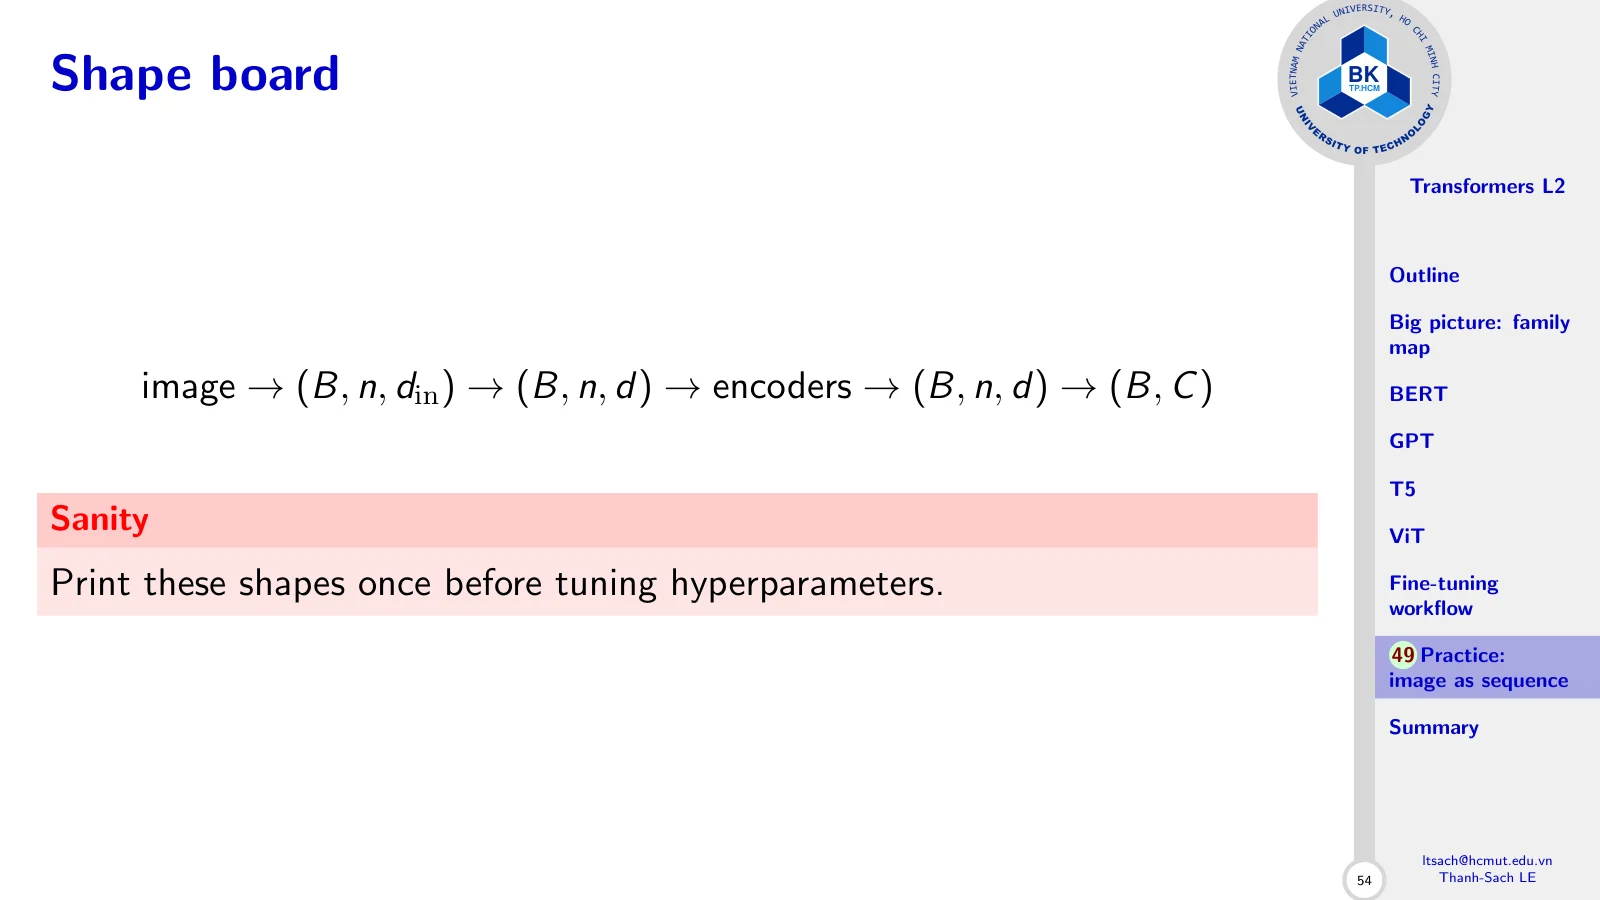 Shape board
image → (B, n, d_in) → (B, n, d) → encoders → (B, n, d) → (B, C)
Sanity
Print these shapes once before tuning hyperparameters.
VIETNAM NATIONAL UNIVERSITY, HO CHI MINH CITY
UNIVERSITY OF TECHNOLOGY
BK
TP.HCM
Transformers L2
Outline
Big picture: family
map
BERT
GPT
T5
ViT
Fine-tuning
workflow
49 Practice:
image as sequence
Summary
ltsach@hcmut.edu.vn
Thanh-Sach LE
54